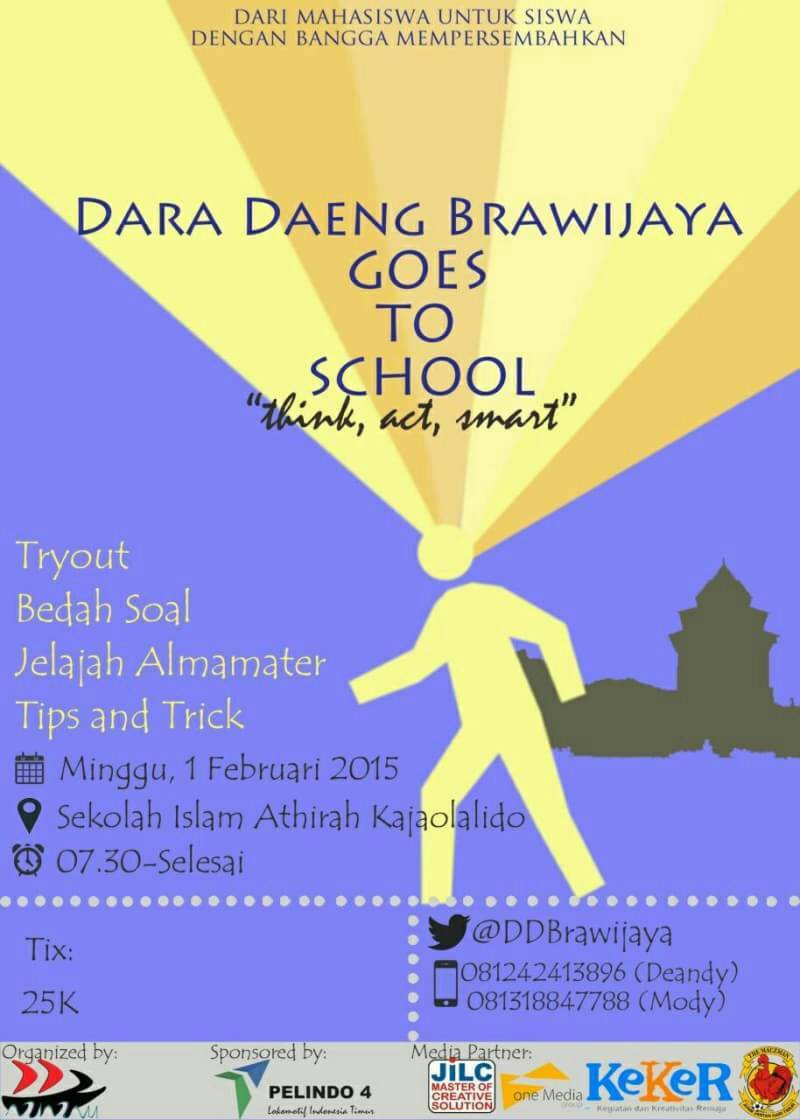 DARI MAHASISWA UNTUK SISWA
DENGAN BANGGA MEMPERSEMBAHKAN
DARA DAENG BRAWIJAYA
GOES
TO
SCHOOL
“think, act, smart”
Tryout
Bedah Soal
Jelajah Almamater
Tips and Trick
Minggu, 1 Februari 2015
Sekolah Islam Athirah Kajaolalido
07.30-Selesai
Tix:
25K
@DDBrawijaya
081242413896 (Deandy)
081318847788 (Mody)
Organized by:
Sponsored by:
PELINDO 4
Lokomotif Indonesia Timur
Media Partner:
JILC
MASTER OF
CREATIVE
SOLUTION
one Media
group
KeKeR
Kegiatan dan Kreativitas Remaja
THE MACZMAN